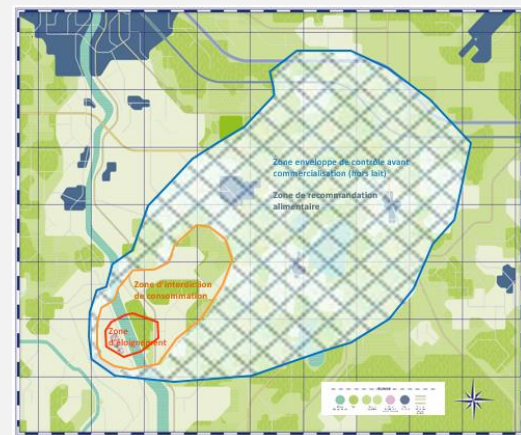 Zone enveloppe de contrôle avant
commercialisation (hors lait)
Zone de recommandation
alimentaire
Zone d'interdiction
de consommation
Zone
d'éloignement